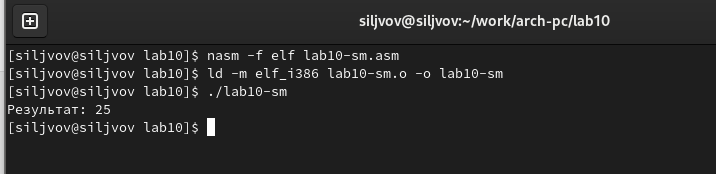 siljvov@siljvov:~/work/arch-pc/lab10
[siljvov@siljvov lab10]$ nasm -f elf lab10-sm.asm
[siljvov@siljvov lab10]$ ld -m elf_i386 lab10-sm.o -o lab10-sm
[siljvov@siljvov lab10]$ ./lab10-sm
Результат: 25
[siljvov@siljvov lab10]$